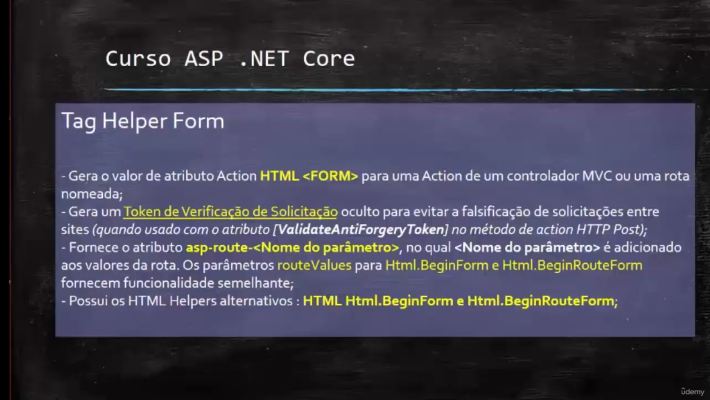 Curso ASP .NET Core
Tag Helper Form
- Gera o valor de atributo Action HTML <FORM> para uma Action de um controlador MVC ou uma rota
nomeada;
- Gera um Token de Verificação de Solicitação oculto para evitar a falsificação de solicitações entre
sites (quando usado com o atributo [ValidateAntiForgeryToken] no método de action HTTP Post);
- Fornece o atributo asp-route-<Nome do parâmetro>, no qual <Nome do parâmetro> é adicionado
aos valores da rota. Os parâmetros routeValues para Html.BeginForm e Html.BeginRouteForm
fornecem funcionalidade semelhante;
- Possui os HTML Helpers alternativos : HTML Html.BeginForm e Html.BeginRouteForm;
ûdemy